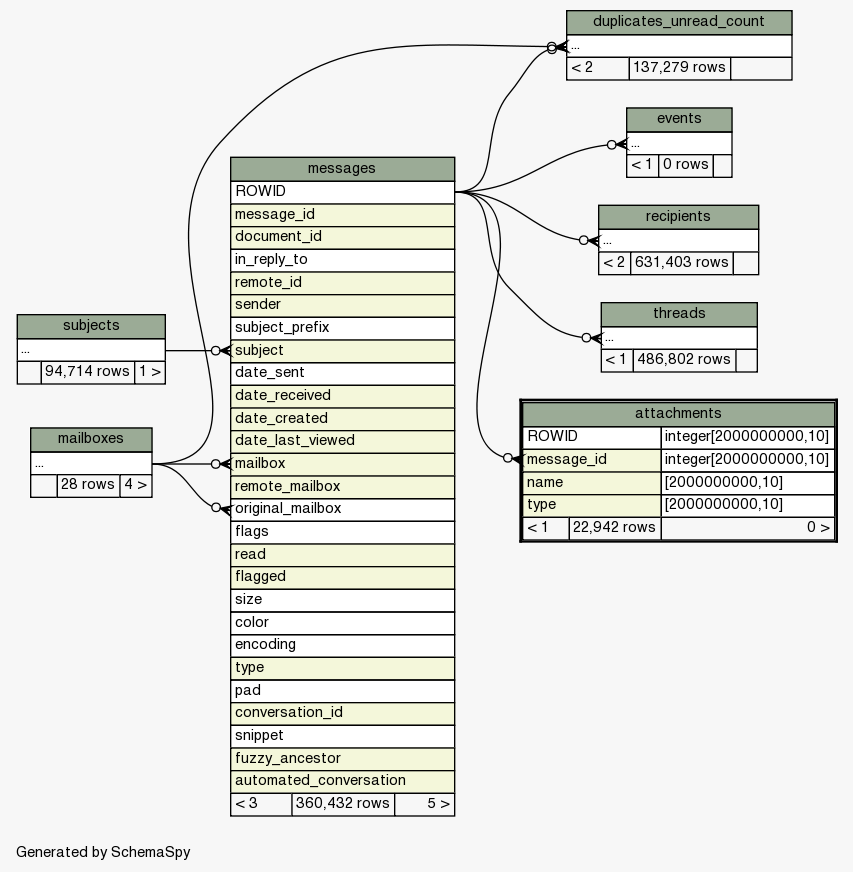 duplicates_unread_count
...
< 2 137,279 rows
events
...
< 1 0 rows
messages
ROWID
message_id
document_id
in_reply_to
remote_id
sender
subject_prefix
subject
date_sent
date_received
date_created
date_last_viewed
mailbox
remote_mailbox
original_mailbox
flags
read
flagged
size
color
encoding
type
pad
conversation_id
snippet
fuzzy_ancestor
automated_conversation
< 3 360,432 rows 5 >
recipients
...
< 2 631,403 rows
threads
...
< 1 486,802 rows
subjects
...
94,714 rows 1 >
mailboxes
...
28 rows 4 >
attachments
ROWID integer[2000000000,10]
message_id integer[2000000000,10]
name [2000000000,10]
type [2000000000,10]
< 1 22,942 rows 0 >
Generated by SchemaSpy